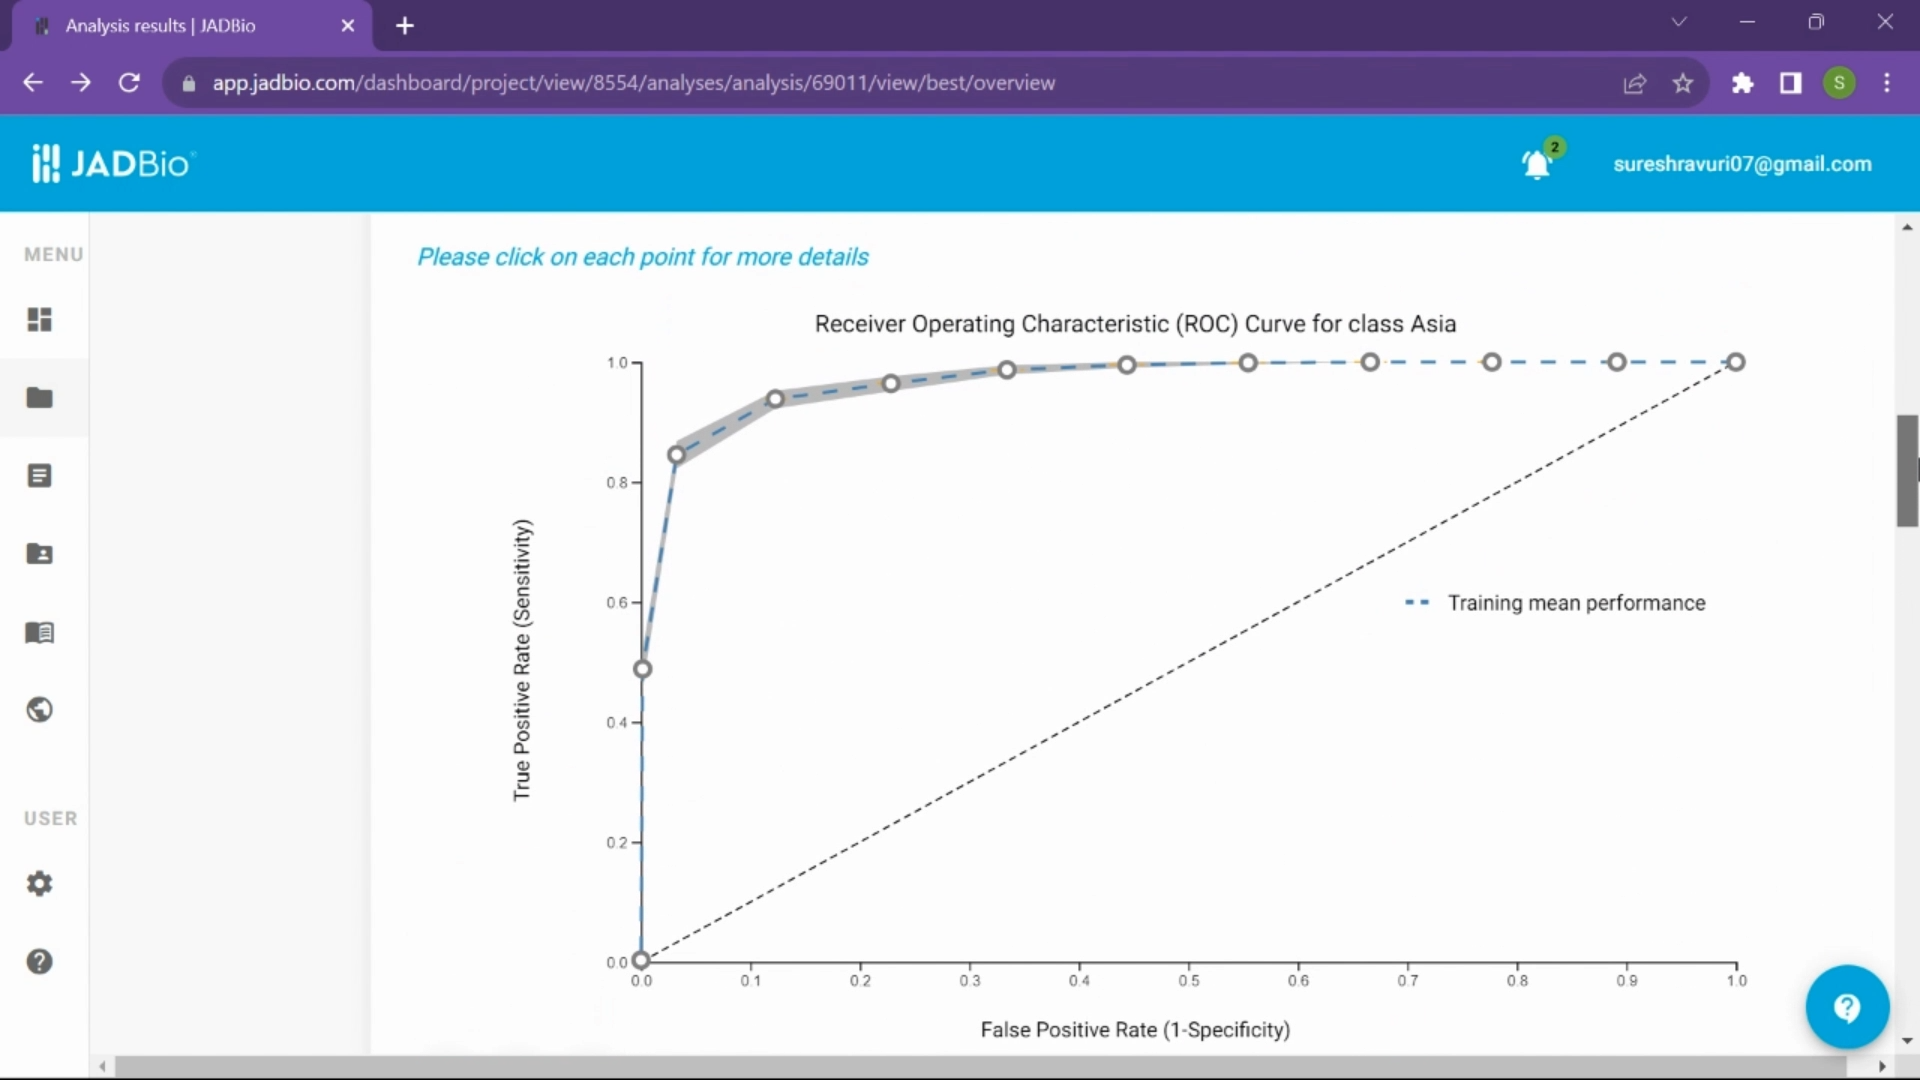 Analysis results | JADBio
app.jadbio.com/dashboard/project/view/8554/analyses/analysis/69011/view/best/overview
S
JADBio
2
sureshravuri07@gmail.com
MENU
USER
Please click on each point for more details
Receiver Operating Characteristic (ROC) Curve for class Asia
True Positive Rate (Sensitivity)
1.0
0.8
0.6
0.4
0.2
0.0
Training mean performance
0.0 0.1 0.2 0.3 0.4 0.5 0.6 0.7 0.8 0.9 1.0
False Positive Rate (1-Specificity)